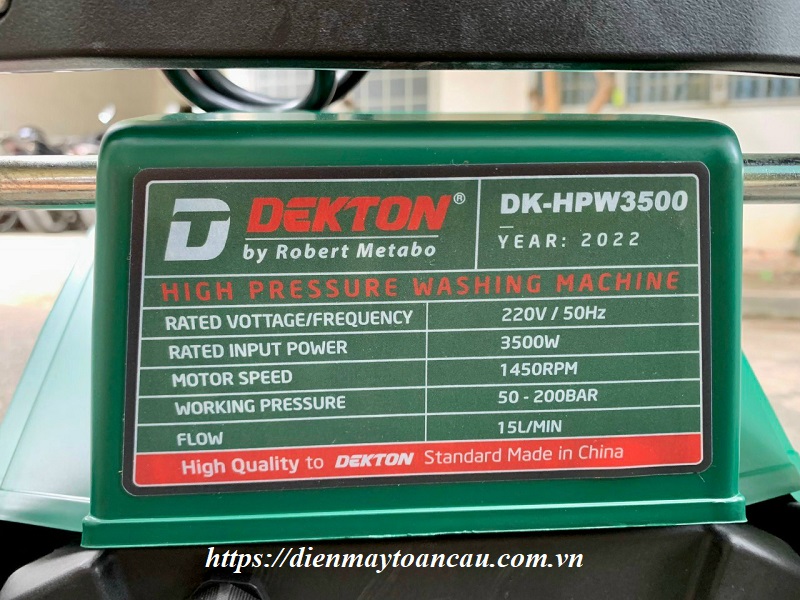 DEKTON®
by Robert Metabo
DK-HPW3500
YEAR: 2022
HIGH PRESSURE WASHING MACHINE
RATED VOTTAGE/FREQUENCY 220V / 50Hz
RATED INPUT POWER 3500W
MOTOR SPEED 1450RPM
WORKING PRESSURE 50 - 200BAR
FLOW 15L/MIN
High Quality to DEKTON Standard Made in China
https://dienmaytoancau.com.vn